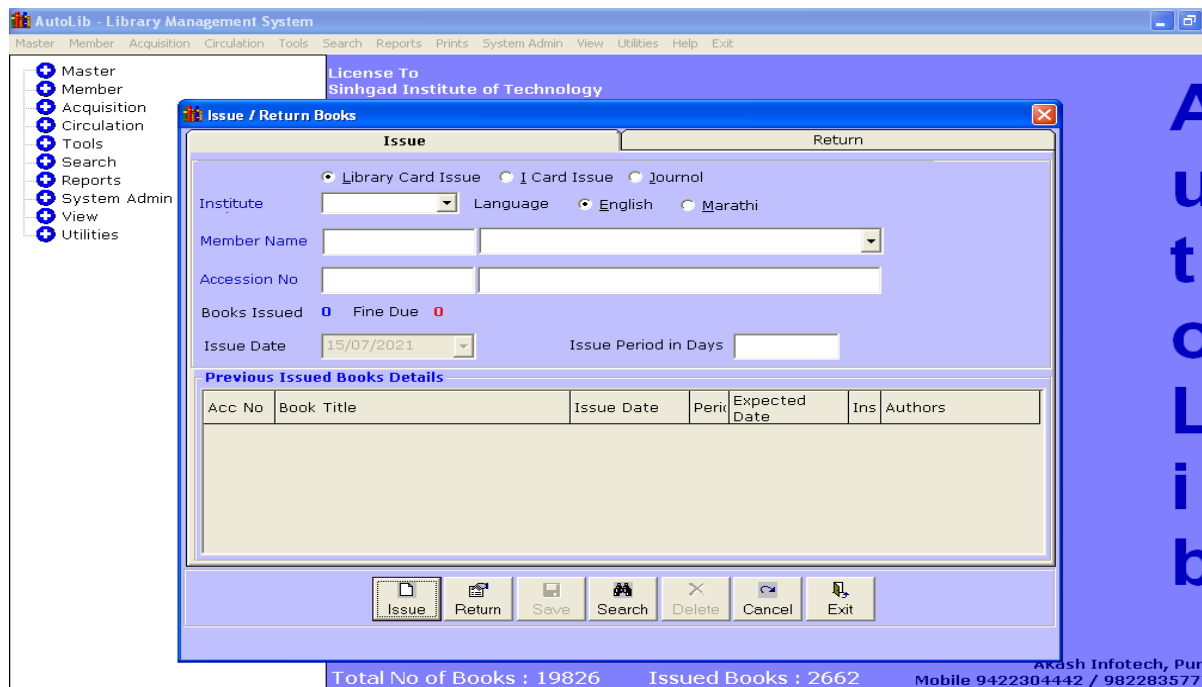 AutoLib - Library Management System
Master Member Acquisition Circulation Tools Search Reports Prints System Admin View Utilities Help Exit
Master
Member
Acquisition
Circulation
Tools
Search
Reports
System Admin
View
Utilities
License To
Sinhgad Institute of Technology
Issue / Return Books
Issue Return
Library Card Issue I Card Issue Journol
Institute Language English Marathi
Member Name
Accession No
Books Issued 0 Fine Due 0
Issue Date 15/07/2021 Issue Period in Days
Previous Issued Books Details
Acc No Book Title Issue Date Peri Expected Date Ins Authors
Issue Return Save Search Delete Cancel Exit
AutoLib
Akash Infotech, Pun
Total No of Books : 19826 Issued Books : 2662 Mobile 9422304442 / 982283577